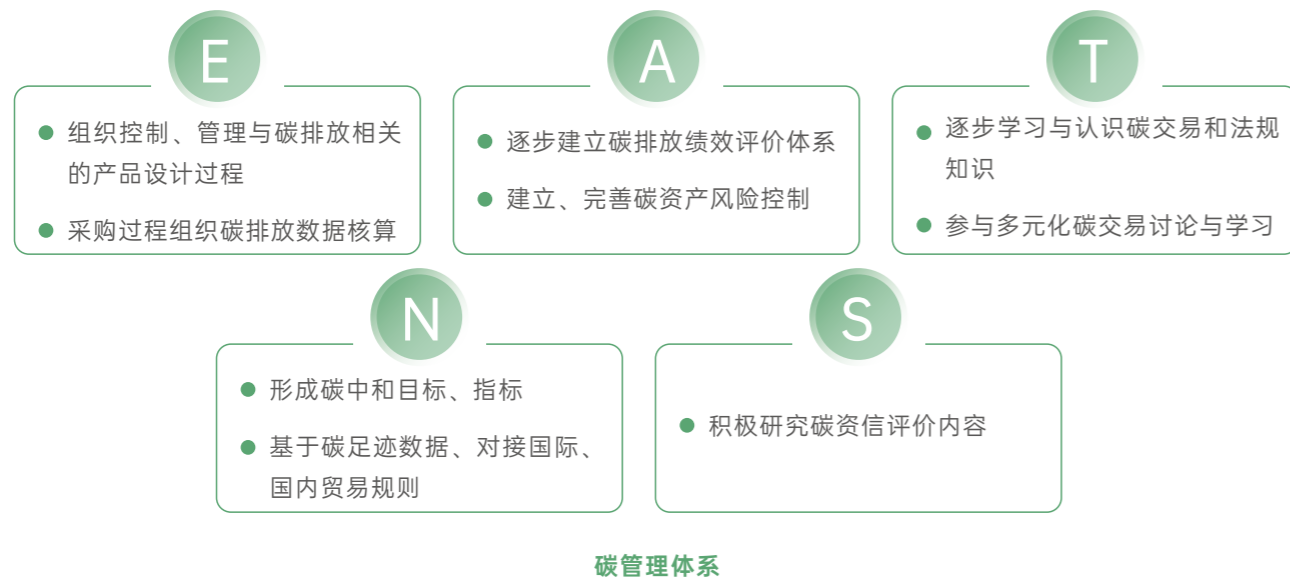 E
组织控制、管理与碳排放相关
的产品设计过程
采购过程组织碳排放数据核算
A
逐步建立碳排放绩效评价体系
建立、完善碳资产风险控制
T
逐步学习与认识碳交易和法规
知识
参与多元化碳交易讨论与学习
N
形成碳中和目标、指标
基于碳足迹数据、对接国际、
国内贸易规则
S
积极研究碳资信评价内容
碳管理体系